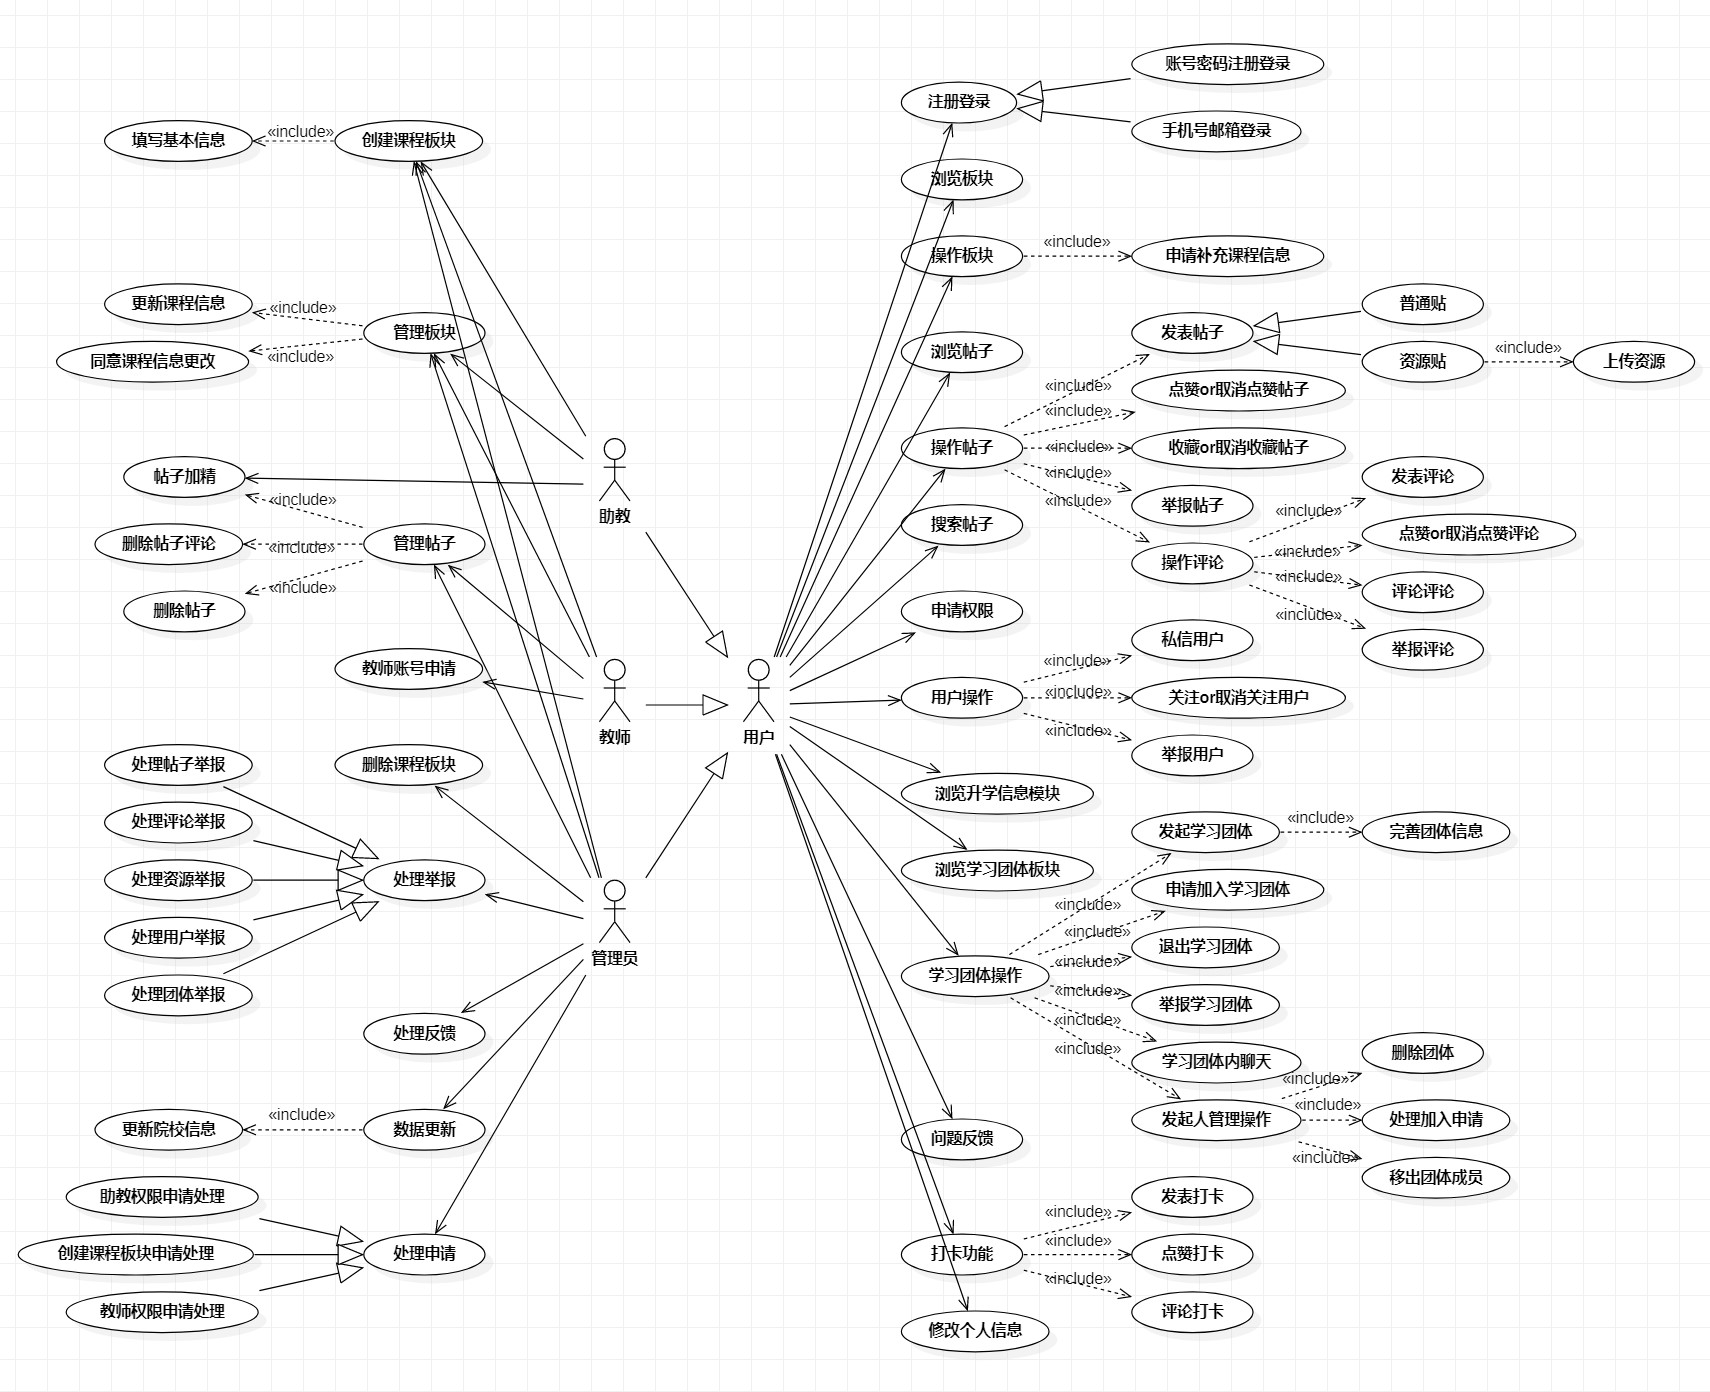 账号密码注册登录
注册登录
手机号邮箱登录
填写基本信息
«include»
创建课程板块
浏览板块
操作板块
«include»
申请补充课程信息
更新课程信息
«include»
管理板块
同意课程信息更改
«include»
普通贴
发表帖子
浏览帖子
资源贴
«include»
上传资源
«include»
点赞or取消点赞帖子
«include»
操作帖子
«include»
收藏or取消收藏帖子
«include»
举报帖子
«include»
发表评论
«include»
点赞or取消点赞评论
搜索帖子
操作评论
«include»
«include»
评论评论
«include»
举报评论
帖子加精
«include»
助教
删除帖子评论
«include»
管理帖子
«include»
删除帖子
申请权限
私信用户
«include»
用户操作
«include»
关注or取消关注用户
«include»
举报用户
教师账号申请
教师
用户
处理帖子举报
删除课程板块
处理评论举报
处理资源举报
处理举报
处理用户举报
处理团体举报
管理员
浏览升学信息模块
浏览学习团体板块
发起学习团体
«include»
完善团体信息
«include»
申请加入学习团体
«include»
退出学习团体
«include»
学习团体操作
«include»
举报学习团体
«include»
学习团体内聊天
«include»
删除团体
«include»
发起人管理操作
«include»
处理加入申请
«include»
移出团体成员
处理反馈
更新院校信息
«include»
数据更新
问题反馈
助教权限申请处理
创建课程板块申请处理
处理申请
教师权限申请处理
发表打卡
«include»
打卡功能
«include»
点赞打卡
«include»
评论打卡
修改个人信息